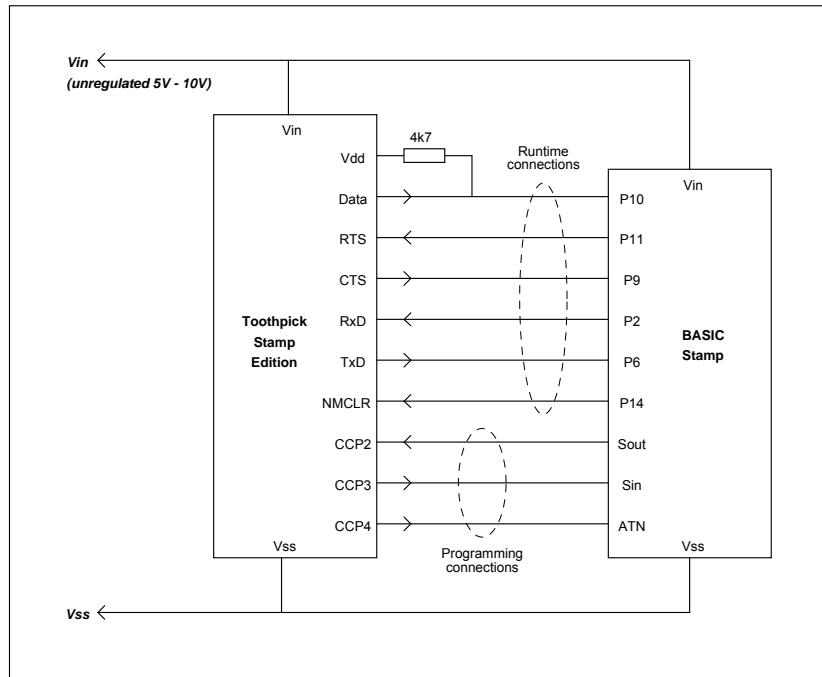 Vin
(unregulated 5V - 10V)
Vin
4k7
Vdd
Runtime
connections
Vin
Data
P10
RTS
P11
CTS
P9
Toothpick
Stamp
Edition
RxD
P2
BASIC
Stamp
TxD
P6
NMCLR
P14
CCP2
Sout
CCP3
Sin
CCP4
ATN
Vss
Programming
connections
Vss
Vss